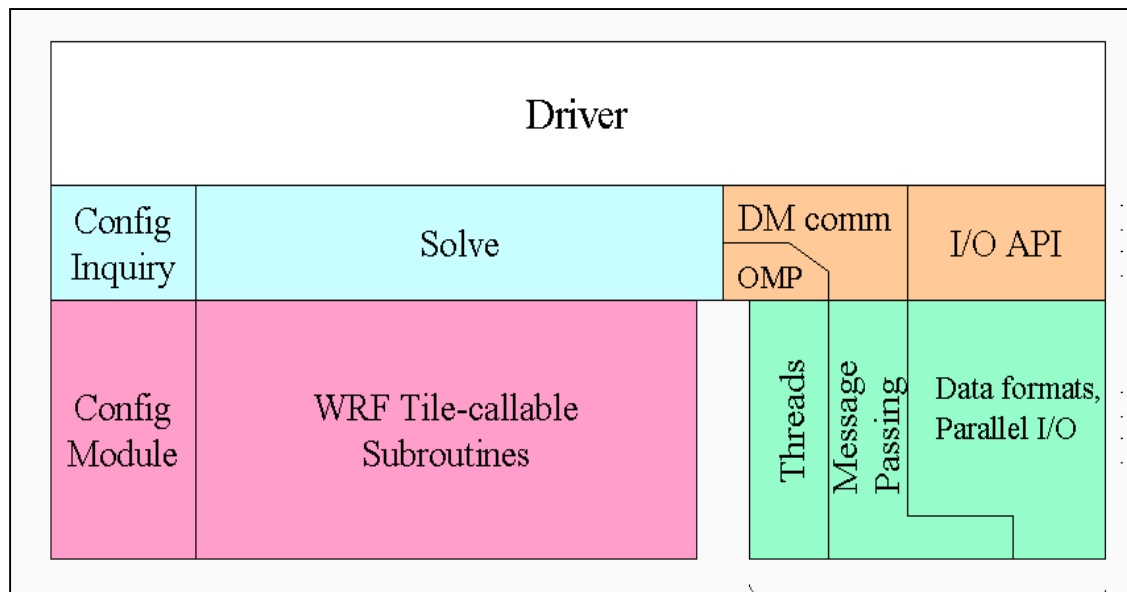 Driver
Config
Inquiry
Solve
DM comm
OMP
I/O API
Config
Module
WRF Tile-callable
Subroutines
Threads
Message
Passing
Data formats,
Parallel I/O